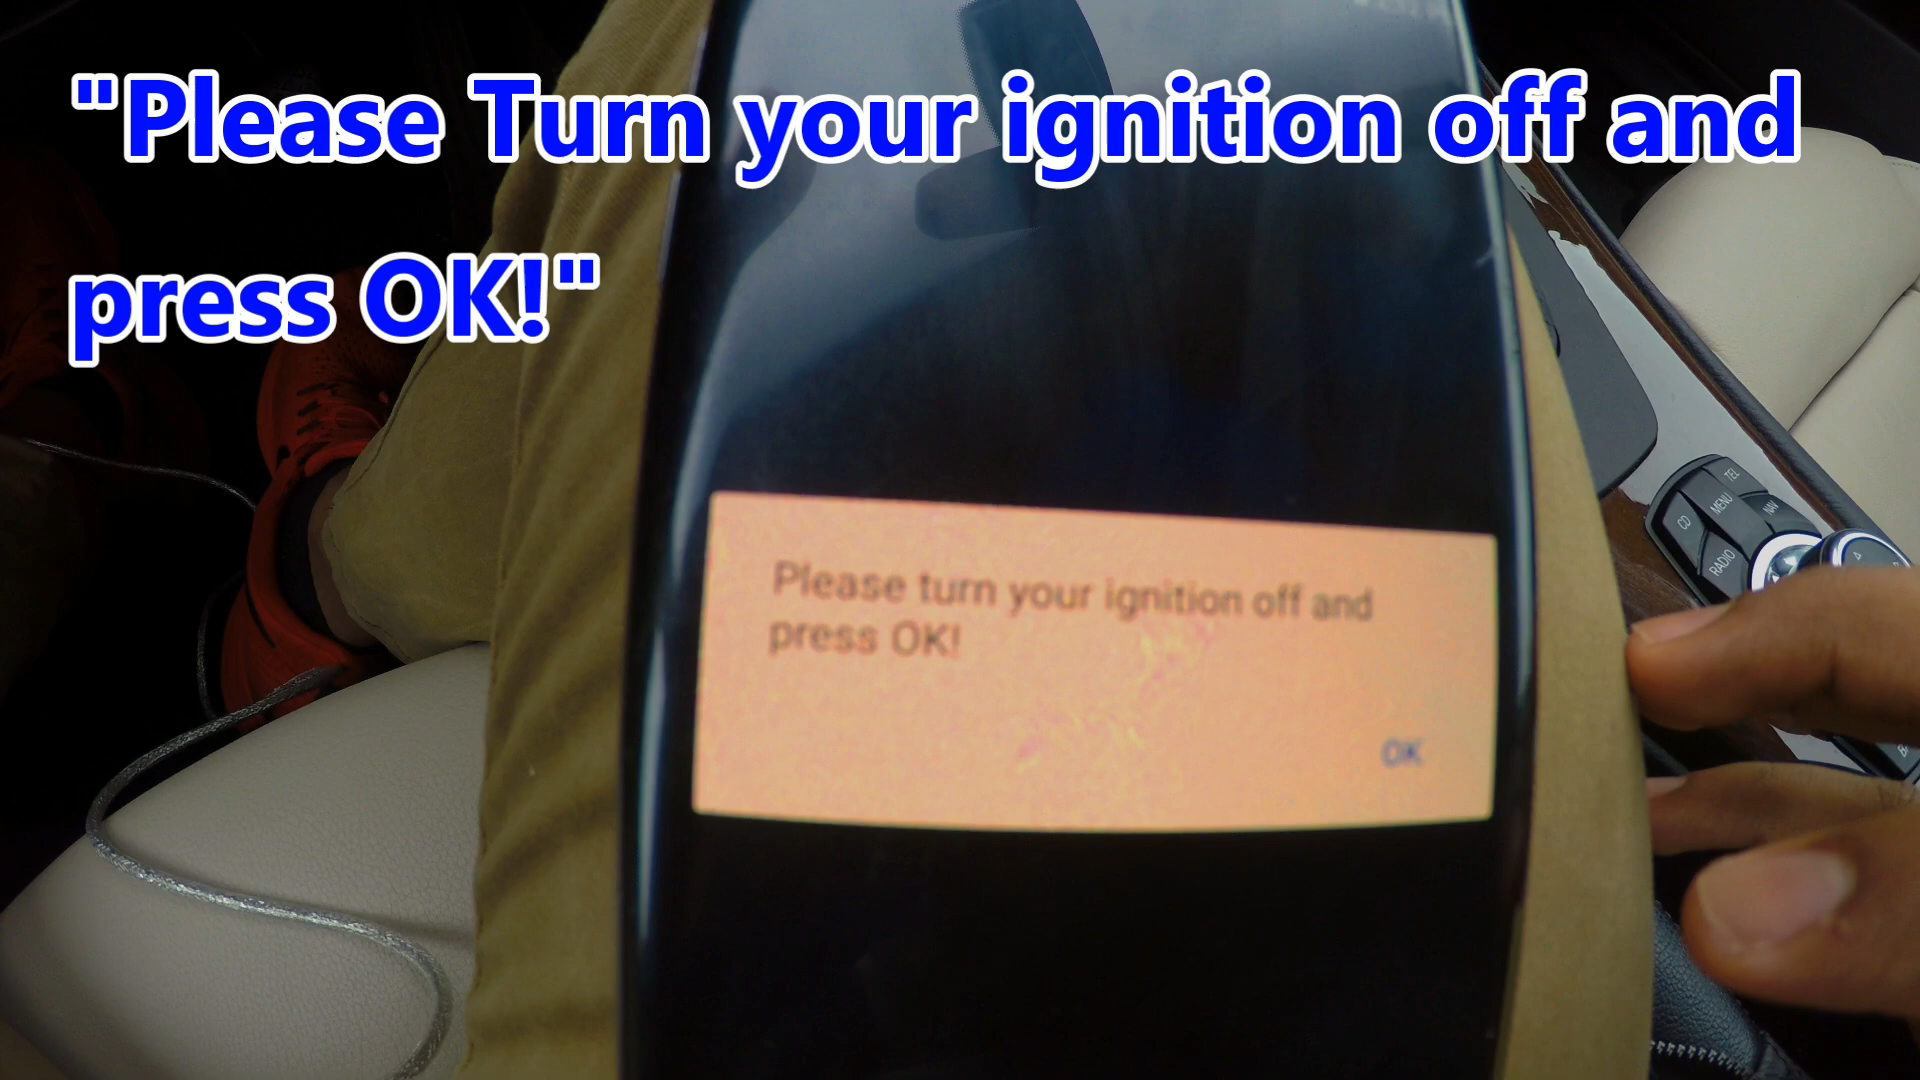 "Please Turn your ignition off and
press OK!"
Please turn your ignition off and
press OK!
OK
TEL
MENU
NAV
CD
RADIO